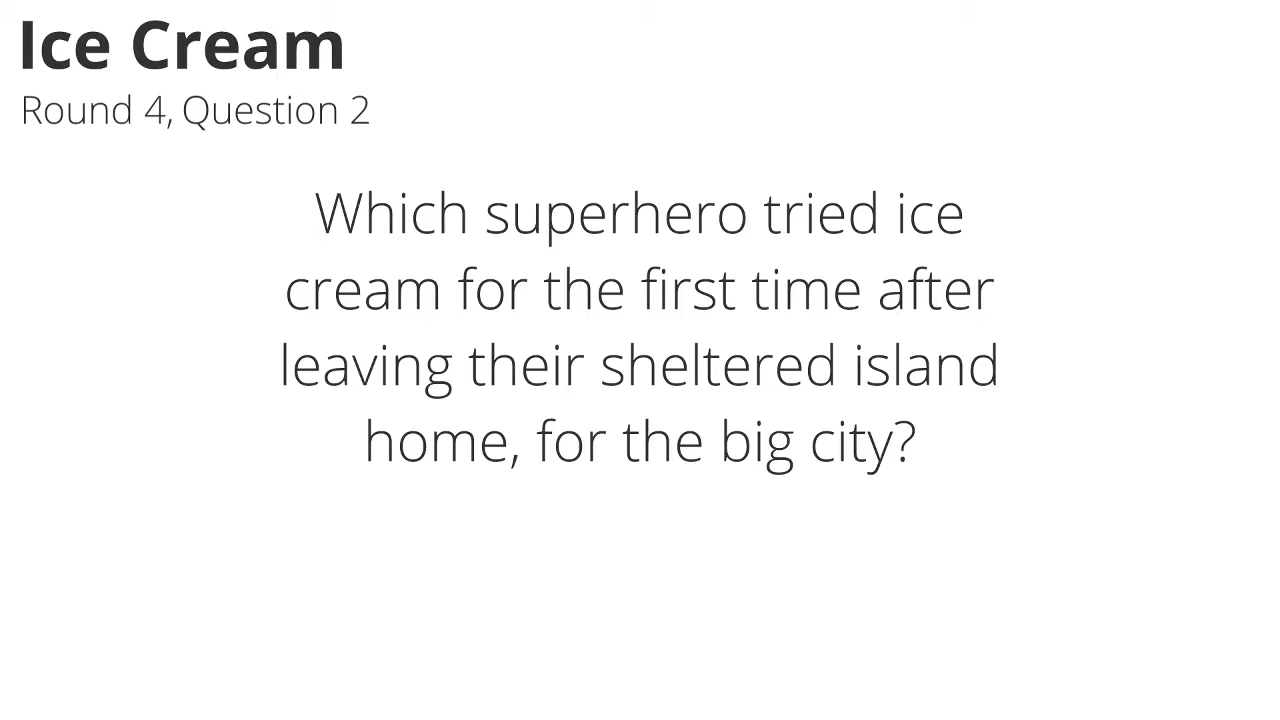 Ice Cream
Round 4, Question 2
Which superhero tried ice
cream for the first time after
leaving their sheltered island
home, for the big city?